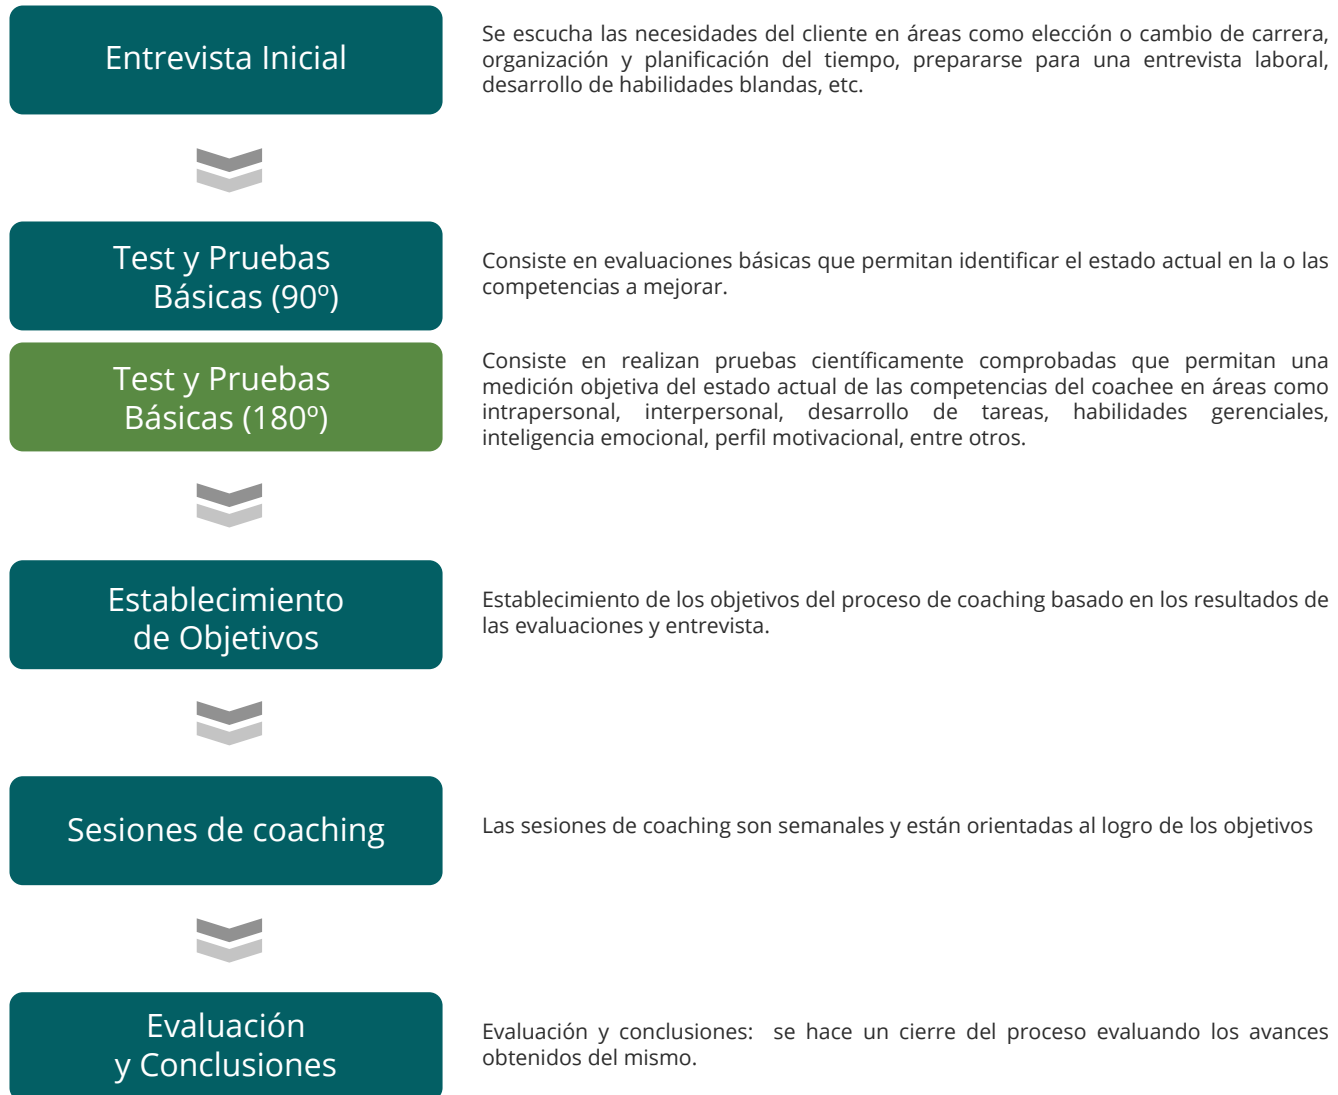 Entrevista Inicial
Se escucha las necesidades del cliente en áreas como elección o cambio de carrera,
organización y planificación del tiempo, prepararse para una entrevista laboral,
desarrollo de habilidades blandas, etc.
Test y Pruebas
Básicas (90º)
Consiste en evaluaciones básicas que permitan identificar el estado actual en la o las
competencias a mejorar.
Test y Pruebas
Básicas (180º)
Consiste en realizan pruebas científicamente comprobadas que permitan una
medición objetiva del estado actual de las competencias del coachee en áreas como
intrapersonal, interpersonal, desarrollo de tareas, habilidades gerenciales,
inteligencia emocional, perfil motivacional, entre otros.
Establecimiento
de Objetivos
Establecimiento de los objetivos del proceso de coaching basado en los resultados de
las evaluaciones y entrevista.
Sesiones de coaching
Las sesiones de coaching son semanales y están orientadas al logro de los objetivos
Evaluación
y Conclusiones
Evaluación y conclusiones: se hace un cierre del proceso evaluando los avances
obtenidos del mismo.